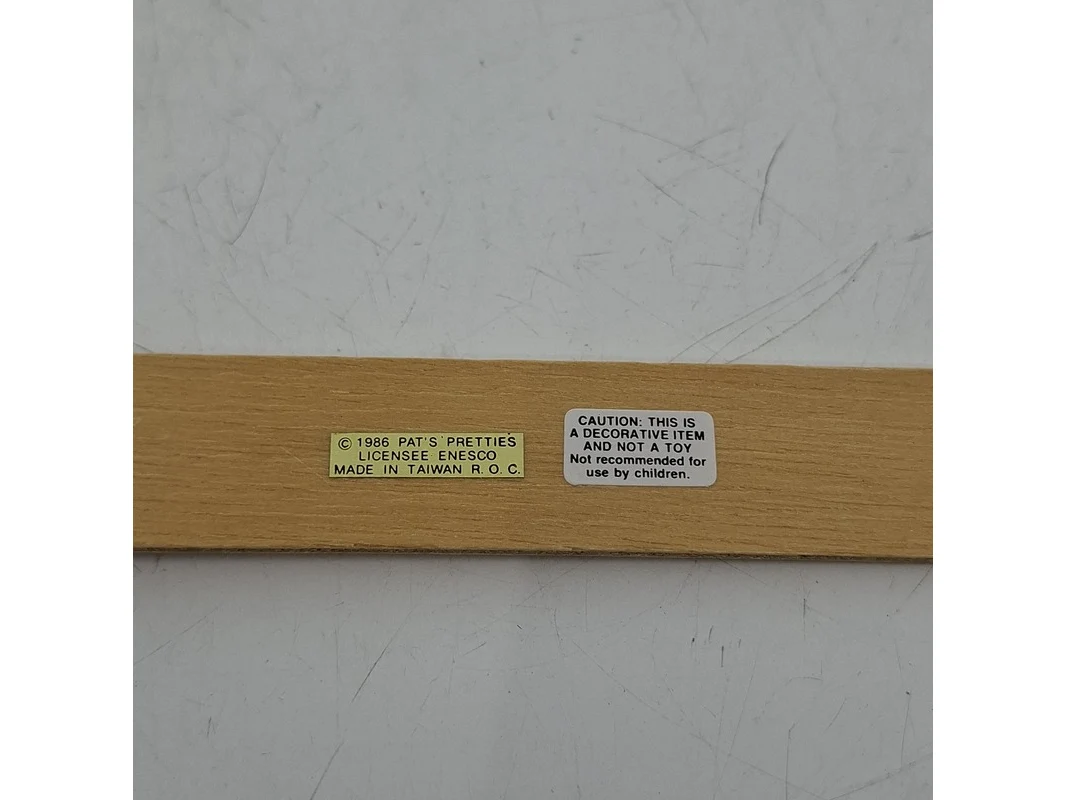 © 1986 PAT'S PRETTIES
LICENSEE ENESCO
MADE IN TAIWAN R. O. C.
CAUTION: THIS IS
A DECORATIVE ITEM
AND NOT A TOY
Not recommended for
use by children.